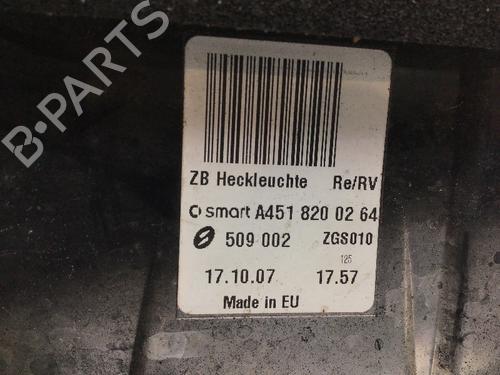 B-PARTS
ZB Heckleuchte Re/RV
smart A451 820 02 64
509 002 ZGS010
125
17.10.07 17.57
Made in EU